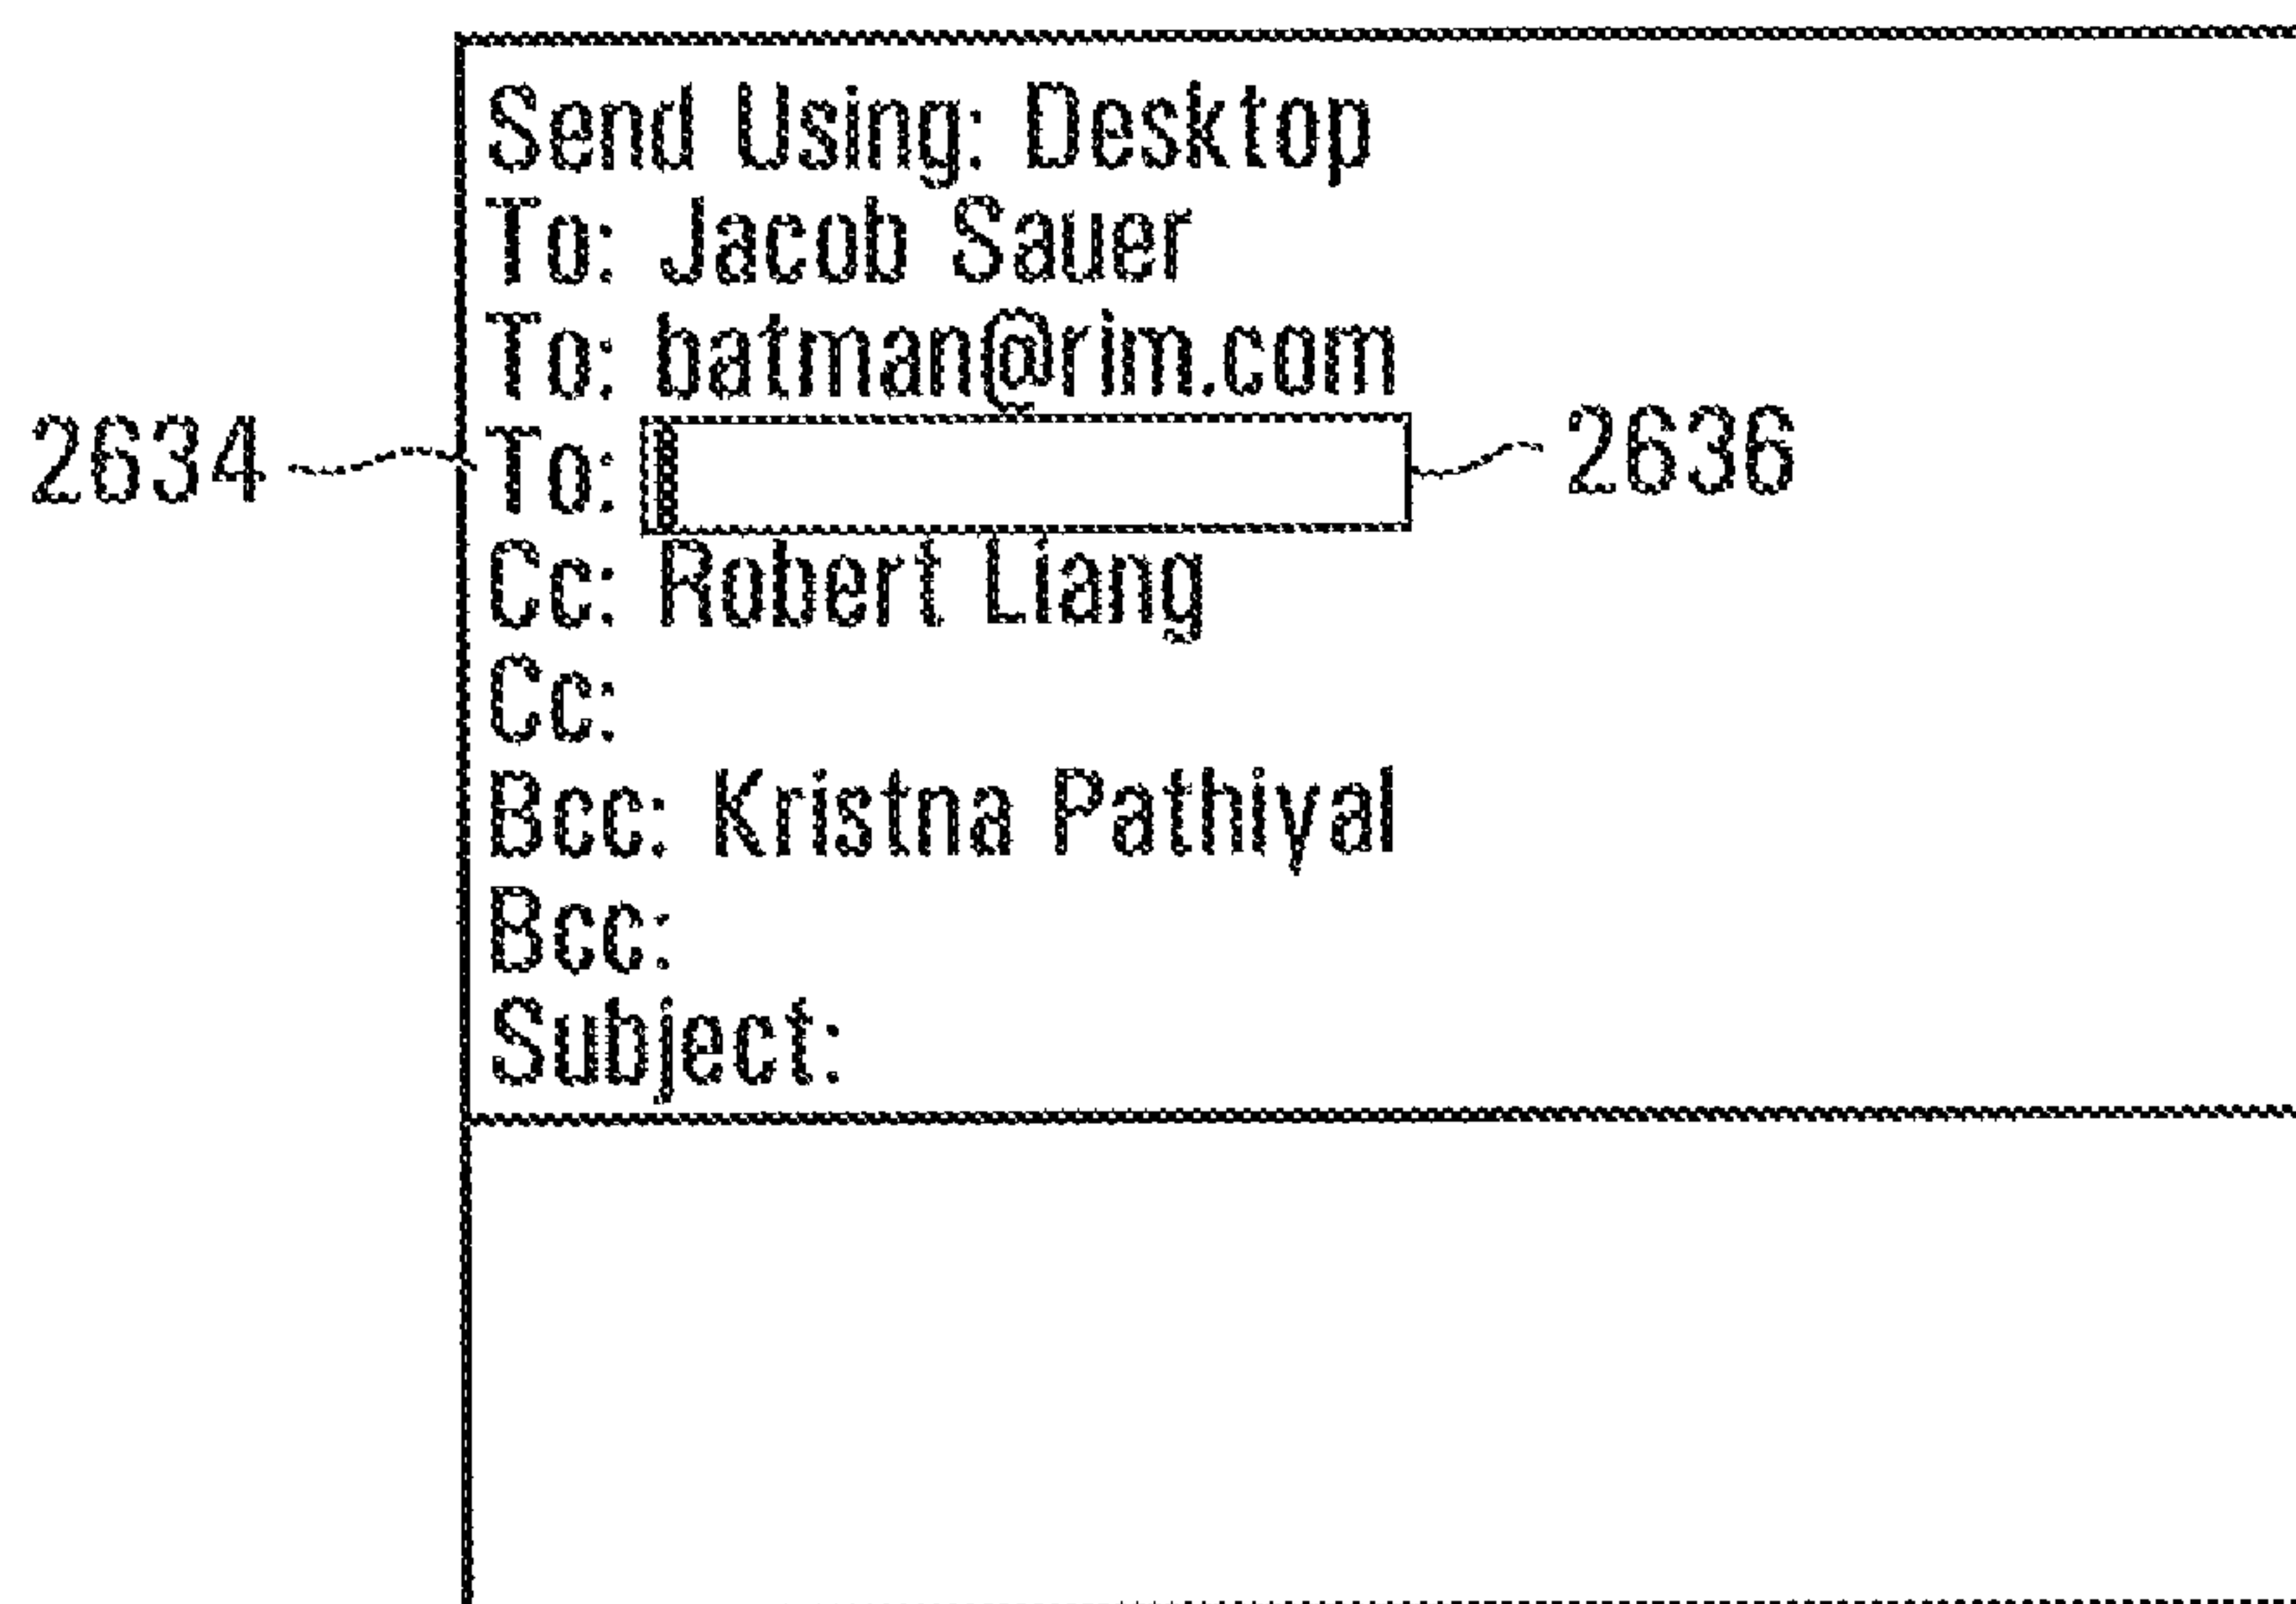 Send Using: Desktop
To: Jacob Sauer
To: batman@rim.com
2634 To: 2636
Cc: Robert Liang
Cc:
Bcc: Kristna Pathiyal
Bcc:
Subject: